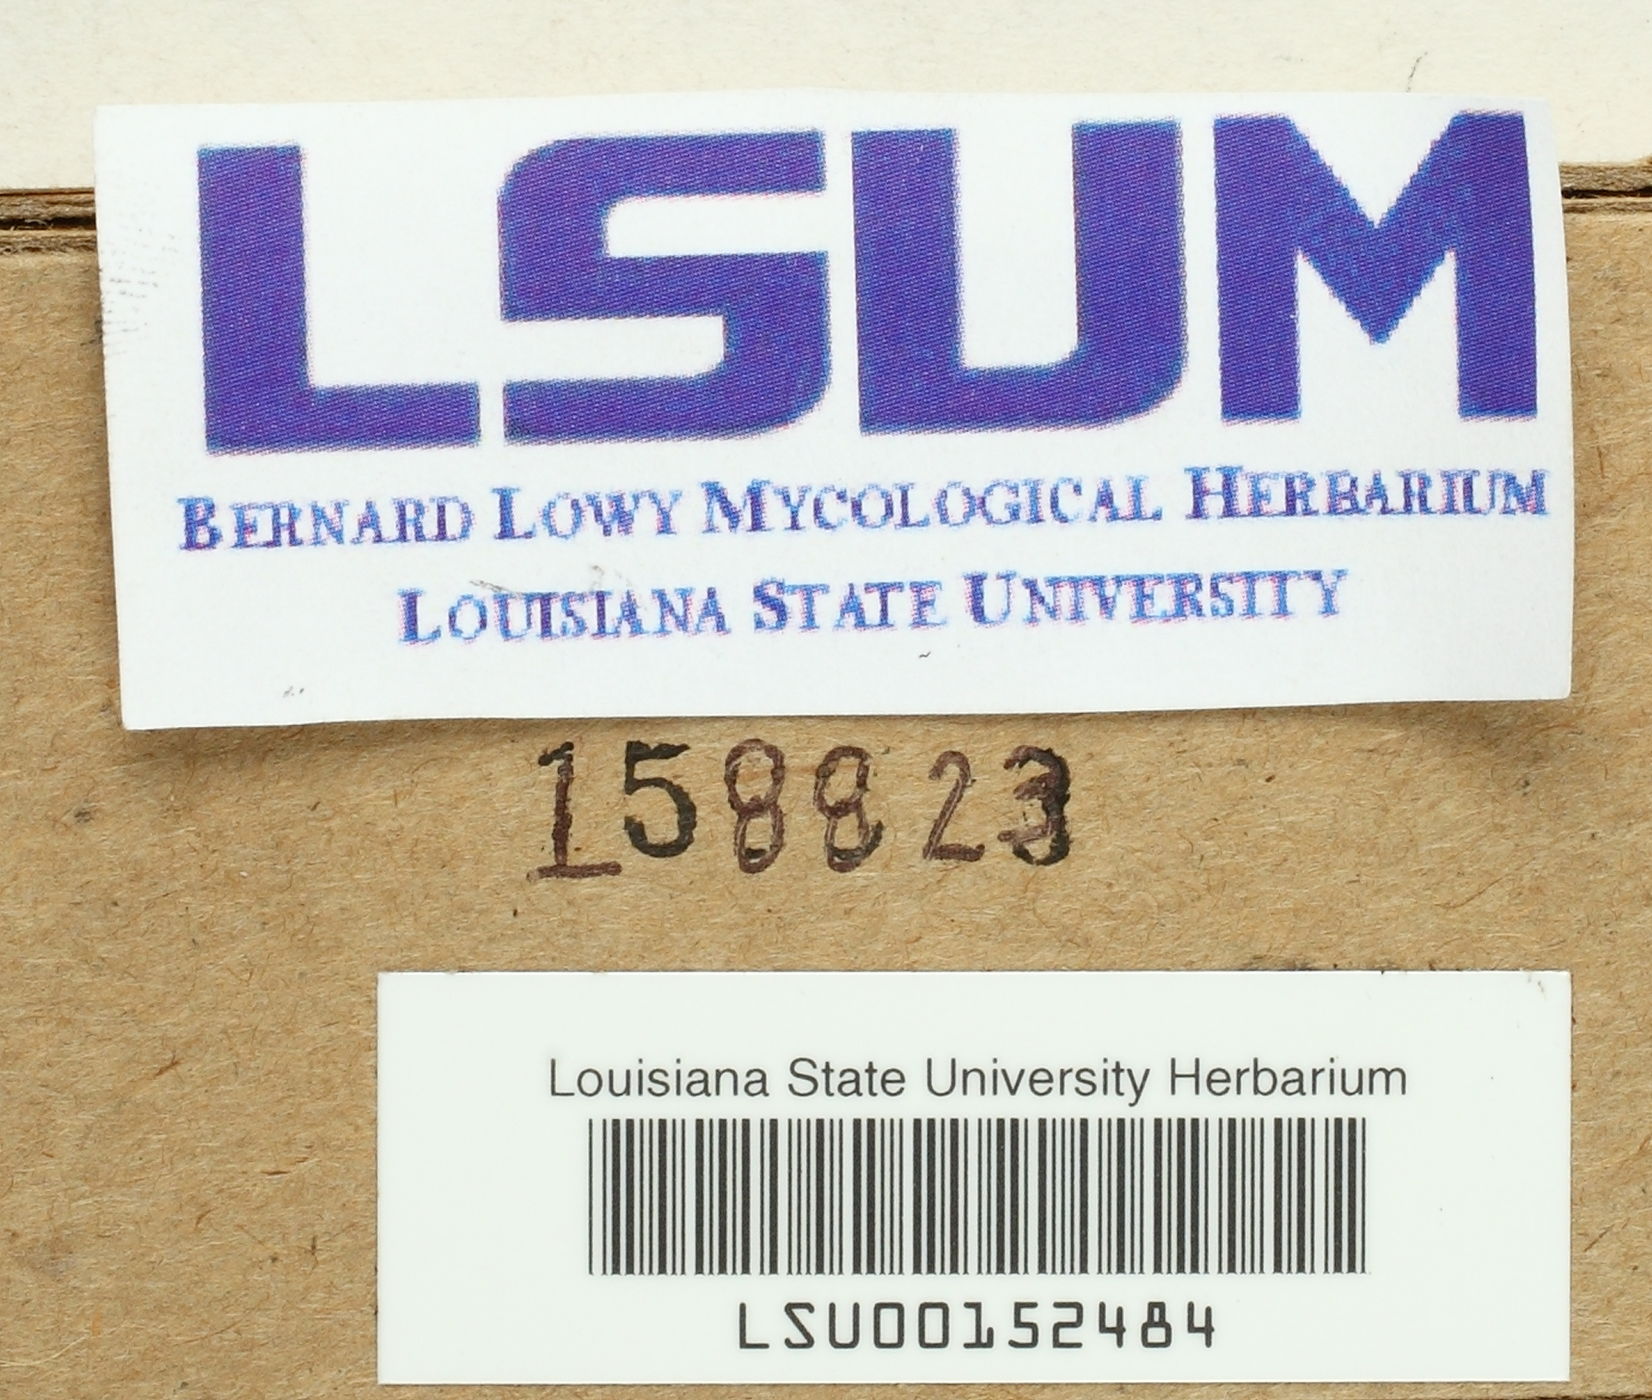 LSUM
BERNARD LOWY MYCOLOGICAL HERBARIUM
LOUISIANA STATE UNIVERSITY
158823
Louisiana State University Herbarium
LSU00152484